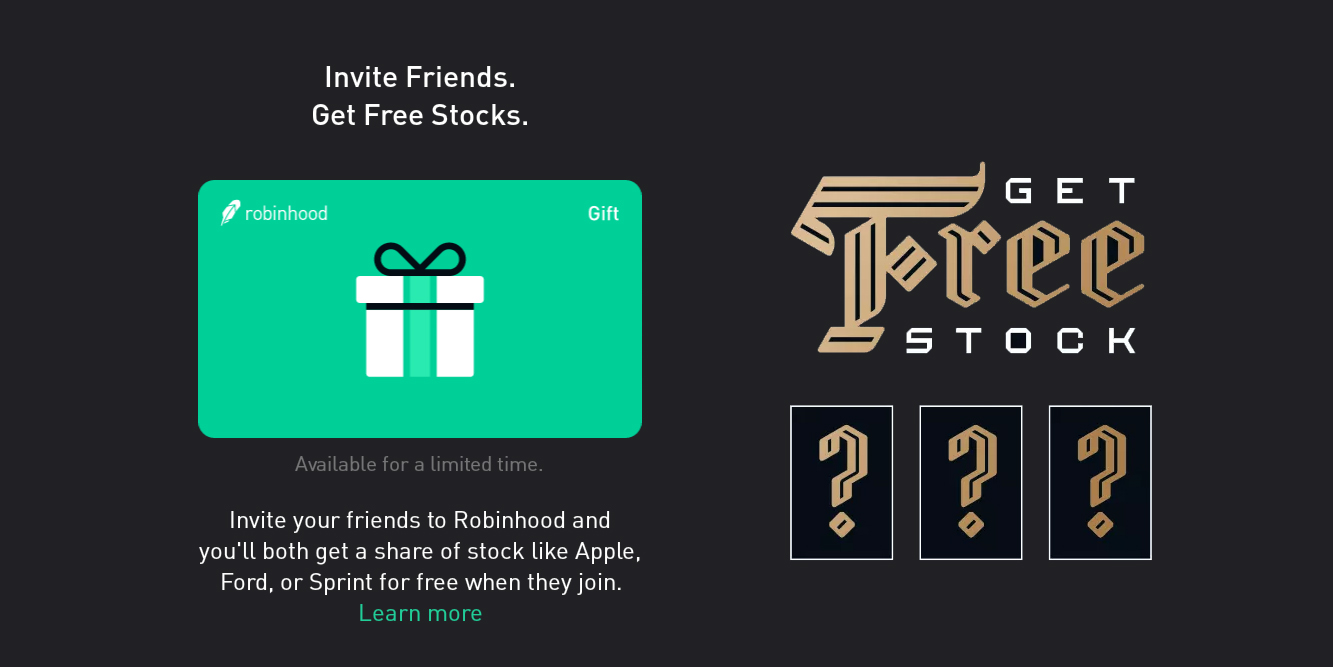 Invite Friends.
Get Free Stocks.
robinhood
Gift
Available for a limited time.
Invite your friends to Robinhood and
you'll both get a share of stock like Apple,
Ford, or Sprint for free when they join.
Learn more
GET
Free
STOCK
? ? ?